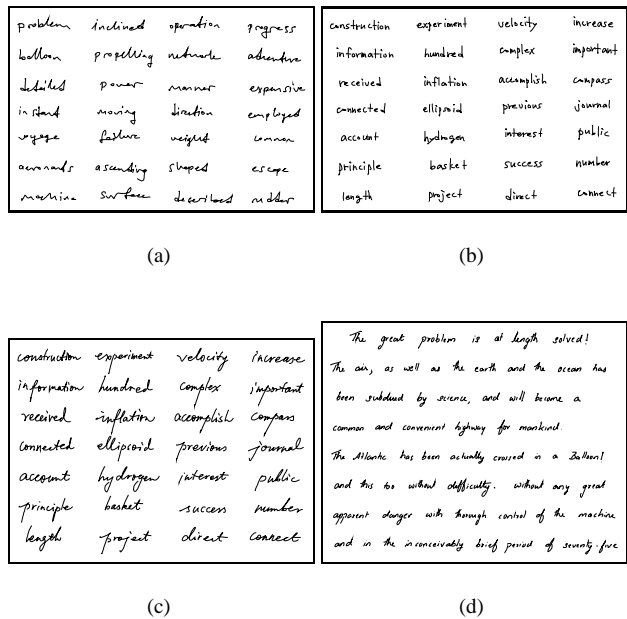 problem inclined operation progress
balloon propelling network adventure
detailed power manner expensive
instant moving direction employed
voyage failure weight common
aeronauts ascending shaped escape
machine surface described rudder
(a)
construction experiment velocity increase
information hundred complex important
received inflation accomplish compass
connected ellipsoid previous journal
account hydrogen interest public
principle basket success number
length project direct connect
(b)
construction experiment velocity increase
information hundred complex important
received inflation accomplish compass
connected ellipsoid previous journal
account hydrogen interest public
principle basket success number
length project direct connect
(c)
The great problem is at length solved!
The air, as well as the earth and the ocean has
been subdued by science, and will become a
common and convenient highway for mankind.
The Atlantic has been actually crossed in a Balloon!
and this too without difficulty. without any great
apparent danger with thorough control of the machine
and in the inconceivably brief period of seventy-five
(d)